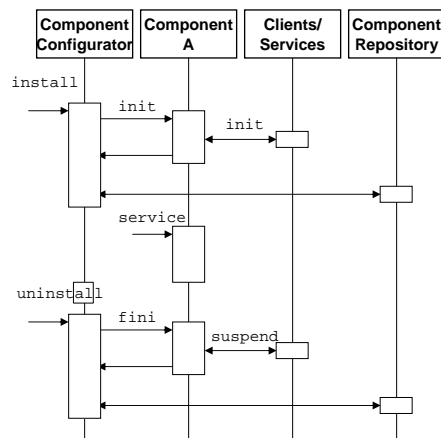 Component
Configurator
Component
A
Clients/
Services
Component
Repository
install
init
init
service
uninstall
fini
suspend